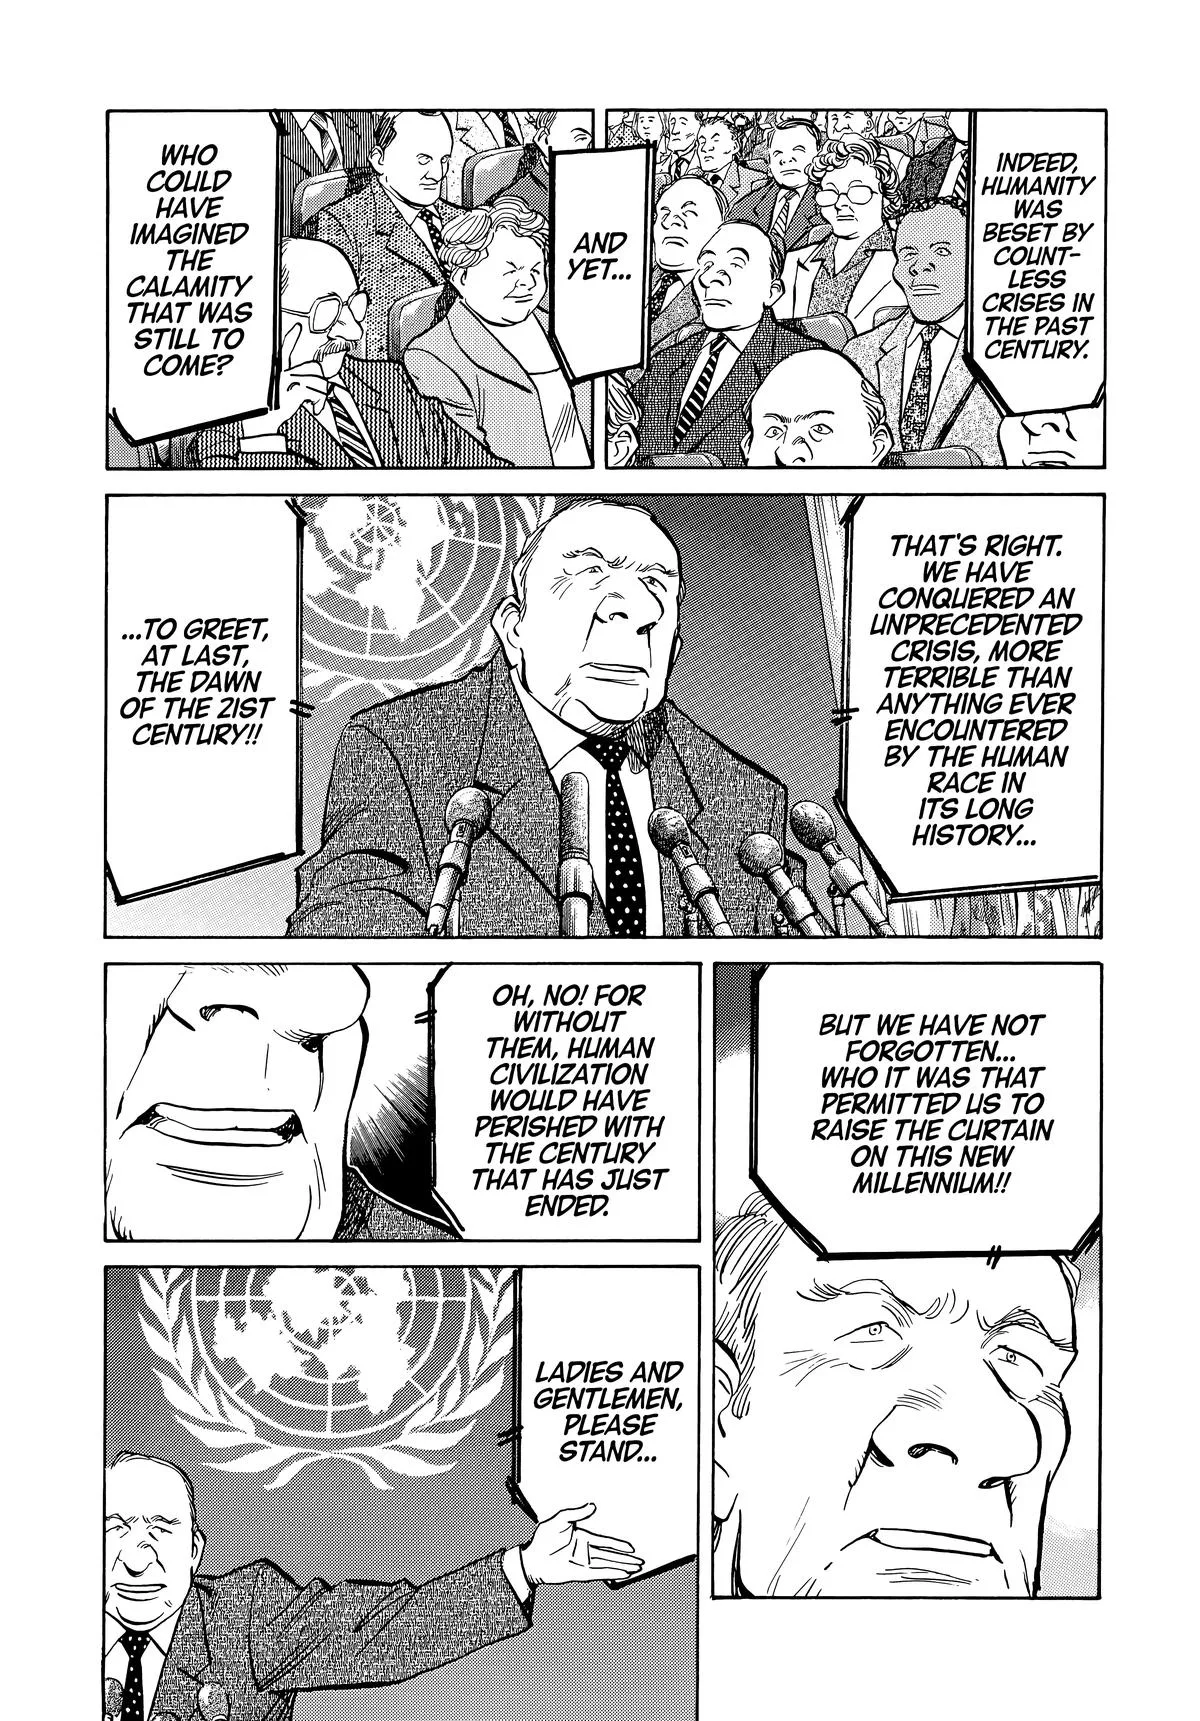 INDEED,
HUMANITY
WAS
BESET BY
COUNT-
LESS
CRISES IN
THE PAST
CENTURY.
AND
YET...
WHO
COULD
HAVE
IMAGINED
THE
CALAMITY
THAT WAS
STILL TO
COME?
THAT'S RIGHT.
WE HAVE
CONQUERED AN
UNPRECEDENTED
CRISIS, MORE
TERRIBLE THAN
ANYTHING EVER
ENCOUNTERED
BY THE HUMAN
RACE IN
ITS LONG
HISTORY...
...TO GREET,
AT LAST,
THE DAWN
OF THE 21ST
CENTURY!!
BUT WE HAVE NOT
FORGOTTEN...
WHO IT WAS THAT
PERMITTED US TO
RAISE THE CURTAIN
ON THIS NEW
MILLENNIUM!!
OH, NO! FOR
WITHOUT
THEM, HUMAN
CIVILIZATION
WOULD HAVE
PERISHED WITH
THE CENTURY
THAT HAS JUST
ENDED.
LADIES AND
GENTLEMEN,
PLEASE
STAND...